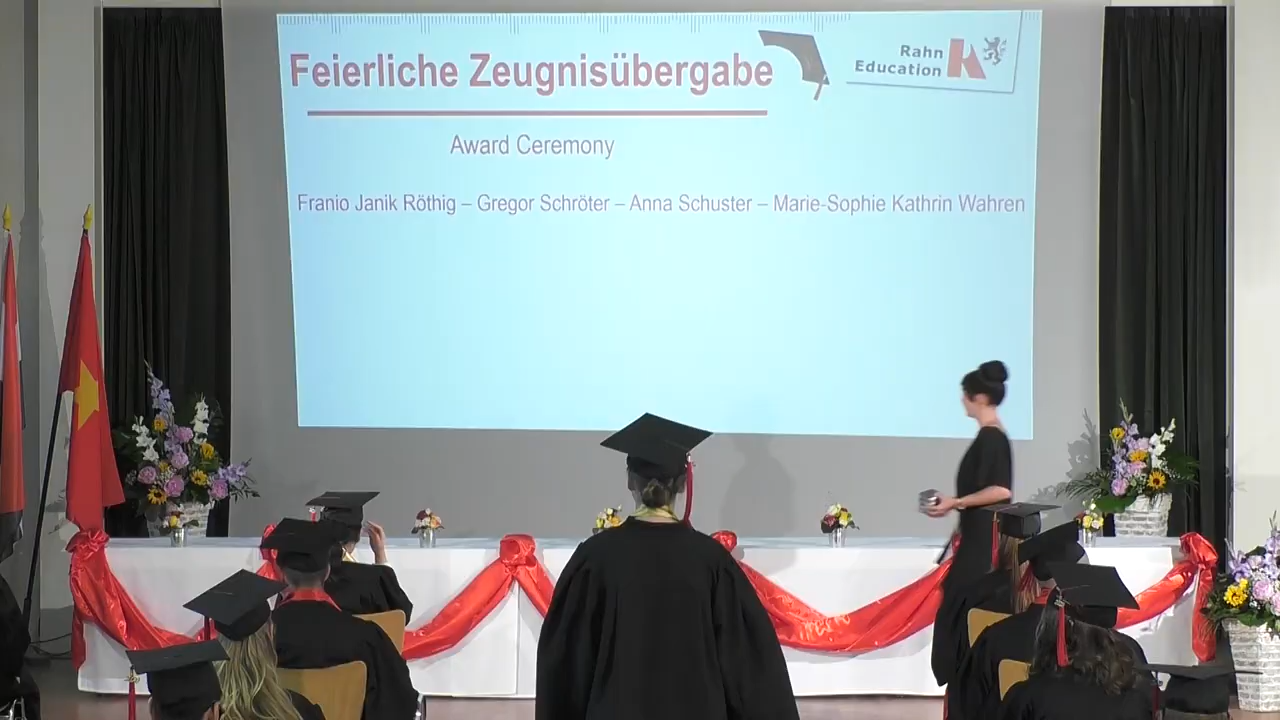 Feierliche Zeugnisübergabe
Rahn
Education
Award Ceremony
Franio Janik Röthig – Gregor Schröter – Anna Schuster – Marie-Sophie Kathrin Wahren